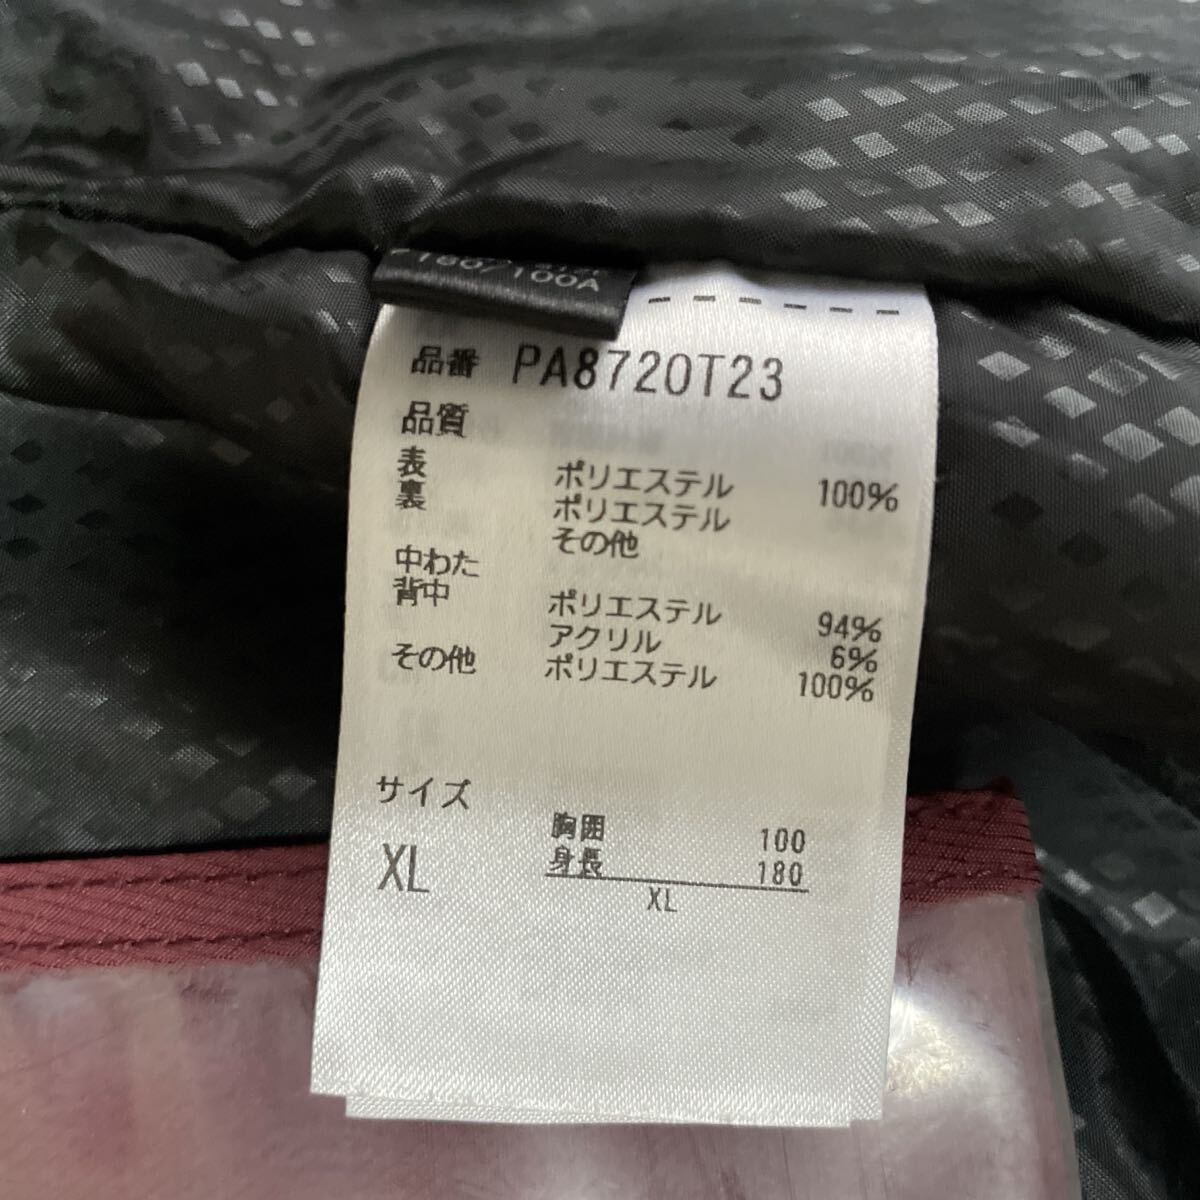 180/100A
品番 PA8720T23
品質
表 ポリエステル 100%
裏 ポリエステル
その他
中わた
背中 ポリエステル 94%
アクリル 6%
その他 ポリエステル 100%
サイズ
XL
胸囲 100
身長 180
XL